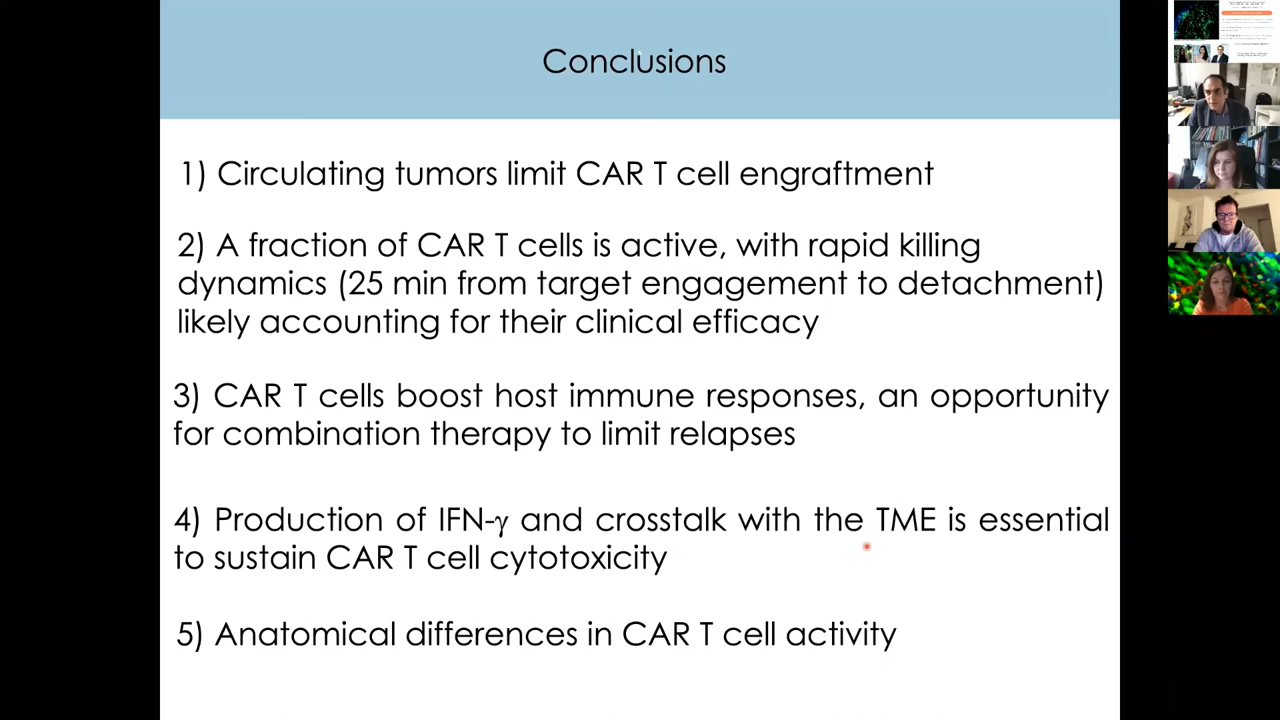 Conclusions
1) Circulating tumors limit CAR T cell engraftment
2) A fraction of CAR T cells is active, with rapid killing
dynamics (25 min from target engagement to detachment)
likely accounting for their clinical efficacy
3) CAR T cells boost host immune responses, an opportunity
for combination therapy to limit relapses
4) Production of IFN-γ and crosstalk with the TME is essential
to sustain CAR T cell cytotoxicity
5) Anatomical differences in CAR T cell activity